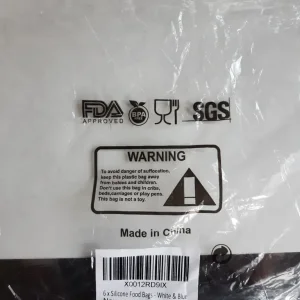 FDA
APPROVED
BPA
SGS
WARNING
To avoid danger of suffocation,
keep this plastic bag away
from babies and children.
Don't use this bag in cribs,
beds,carriages or play pens.
This bag is not a toy.
Made in China
X0012RD9IX
6 x Silicone Food Bags - White & Blue